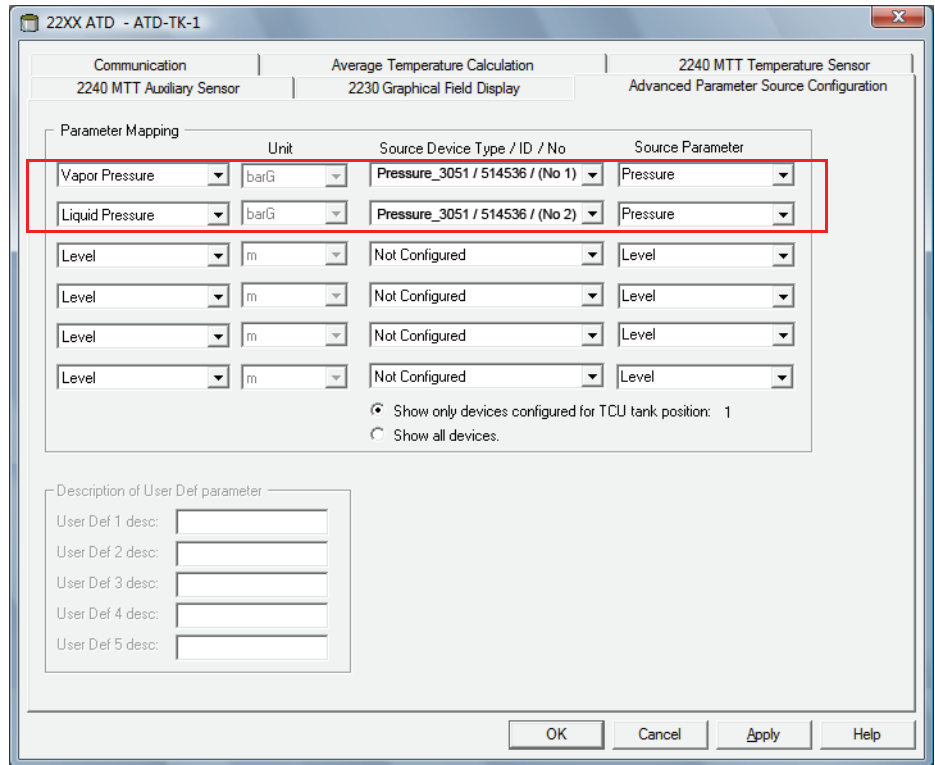 22XX ATD - ATD-TK-1
Communication Average Temperature Calculation 2240 MTT Temperature Sensor
2240 MTT Auxiliary Sensor 2230 Graphical Field Display Advanced Parameter Source Configuration
Parameter Mapping
Unit Source Device Type / ID / No Source Parameter
Vapor Pressure barG Pressure_3051 / 514536 / (No 1) Pressure
Liquid Pressure barG Pressure_3051 / 514536 / (No 2) Pressure
Level m Not Configured Level
Level m Not Configured Level
Level m Not Configured Level
Level m Not Configured Level
Show only devices configured for TCU tank position: 1
Show all devices.
Description of User Def parameter
User Def 1 desc:
User Def 2 desc:
User Def 3 desc:
User Def 4 desc:
User Def 5 desc:
OK Cancel Apply Help